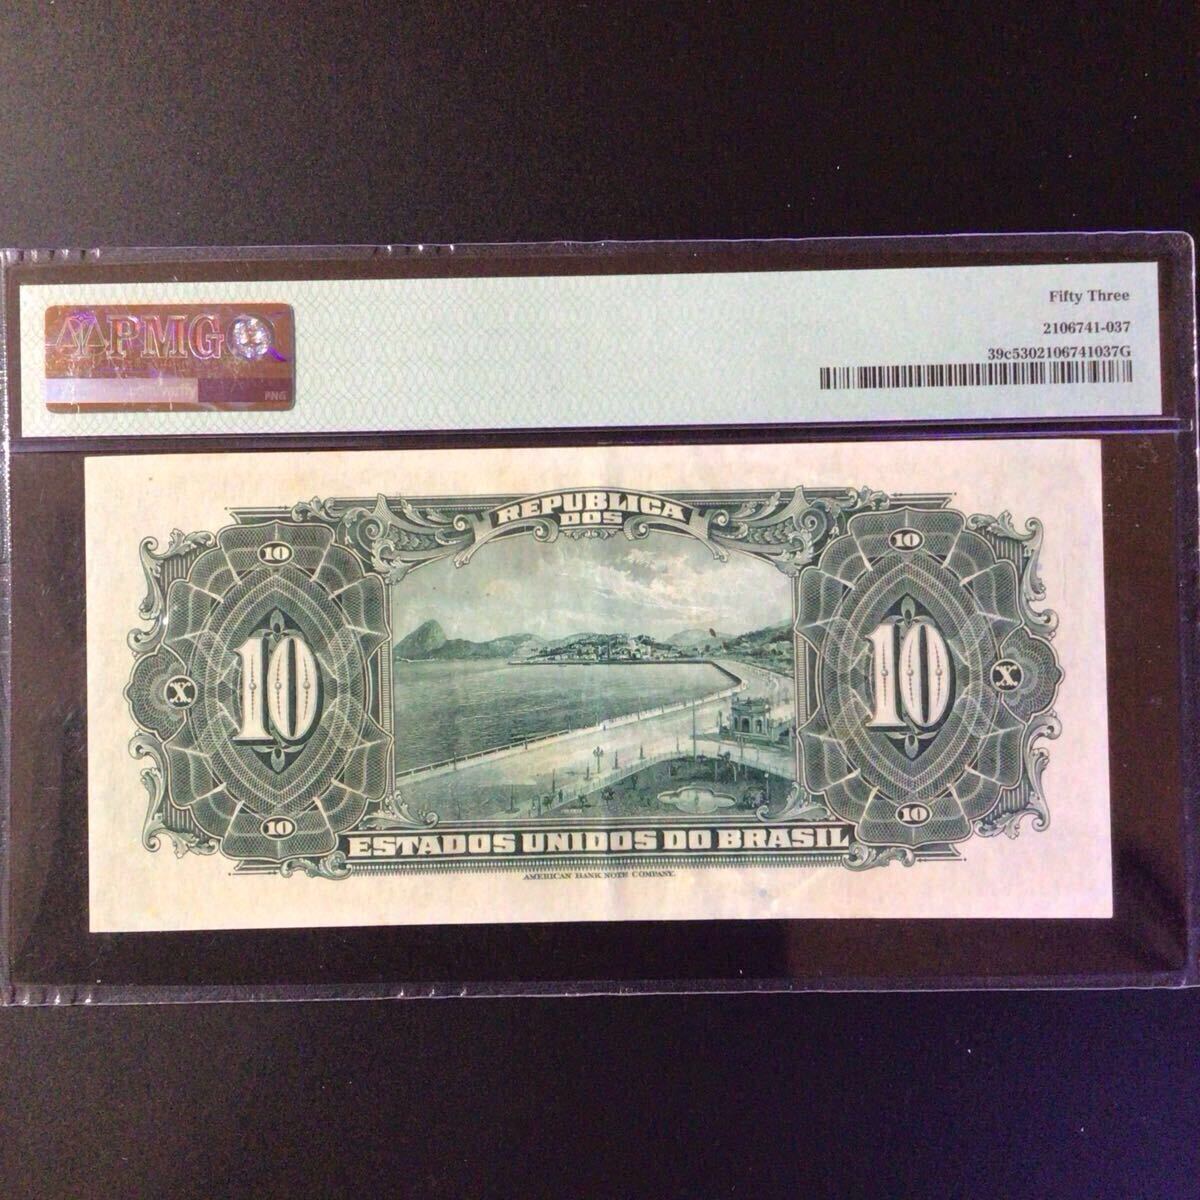 PMG
PNG
Fifty Three
2106741-037
39c5302106741037G
REPUBLICA
DOS
10
10
10
10
X
X
10
10
ESTADOS UNIDOS DO BRASIL
AMERICAN BANK NOTE COMPANY.